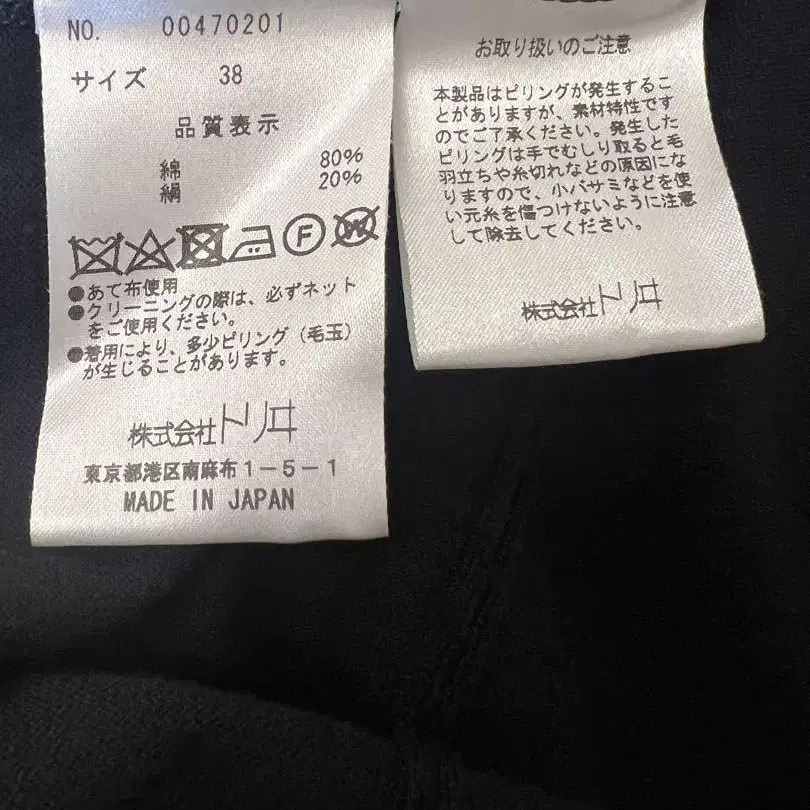 NO. 00470201
サイズ 38
品質表示
綿 80%
絹 20%
●あて布使用
●クリーニングの際は、必ずネット
をご使用ください。
●着用により、多少ピリング（毛玉）
が生じることがあります。
株式会社トリヰ
東京都港区南麻布1-5-1
MADE IN JAPAN
お取り扱いのご注意
本製品はピリングが発生するこ
とがありますが、素材特性です
のでご了承ください。発生した
ピリングは手でむしり取ると毛
羽立ちや糸切れなどの原因にな
りますので、小バサミなどを使
い元糸を傷つけないように注意
して除去してください。
株式会社トリヰ